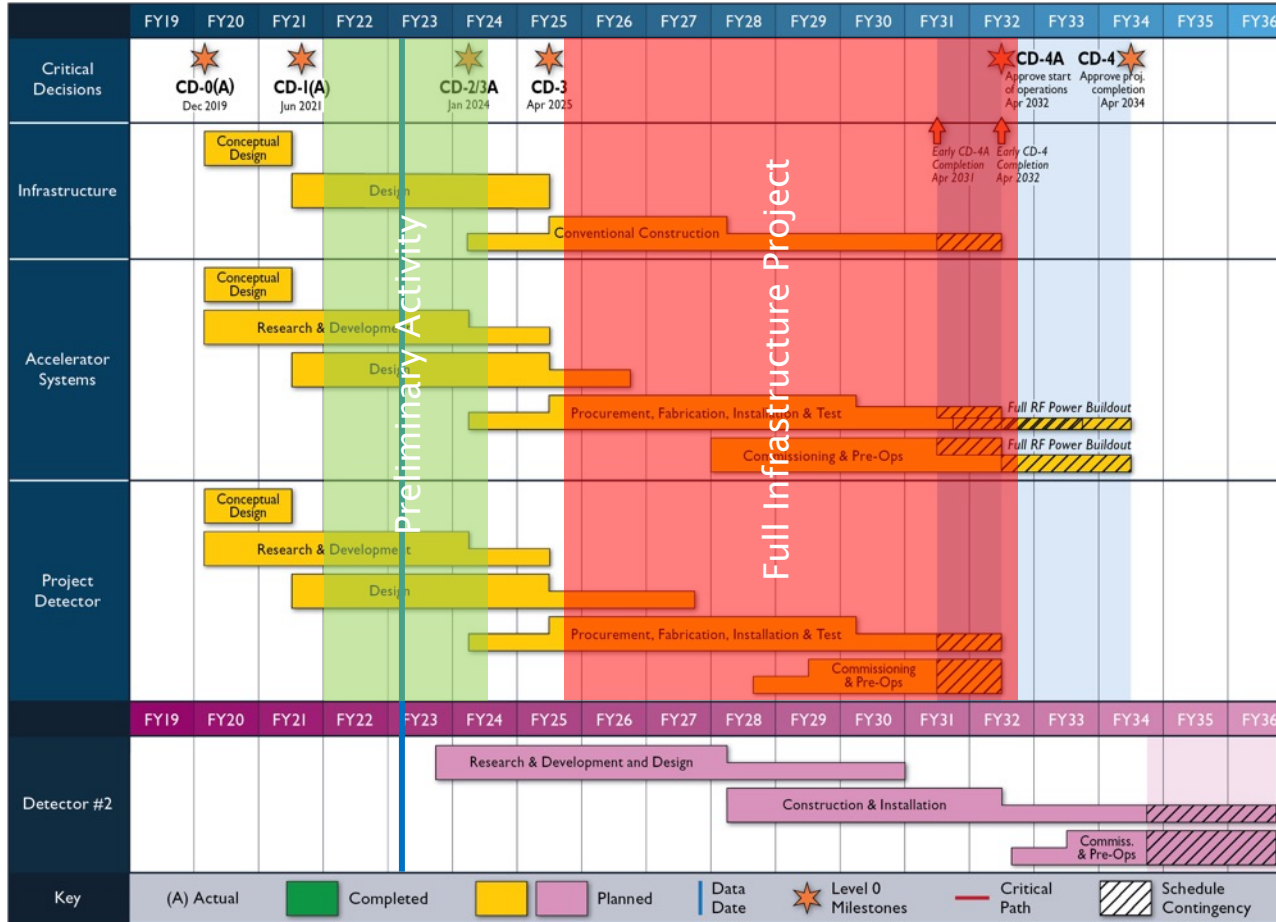 FY19 FY20 FY21 FY22 FY23 FY24 FY25 FY26 FY27 FY28 FY29 FY30 FY31 FY32 FY33 FY34 FY35 FY36
Critical
Decisions
CD-0(A)
Dec 2019
CD-1(A)
Jun 2021
CD-2/3A
Jan 2024
CD-3
Apr 2025
CD-4A
Approve start
of operations
Apr 2032
CD-4
Approve proj.
completion
Apr 2034
Early CD-4A
Completion
Apr 2031
Early CD-4
Completion
Apr 2032
Preliminary Activity
Full Infrastructure Project
Infrastructure
Conceptual
Design
Design
Conventional Construction
Accelerator
Systems
Conceptual
Design
Research & Development
Design
Procurement, Fabrication, Installation & Test
Full RF Power Buildout
Commissioning & Pre-Ops
Full RF Power Buildout
Project
Detector
Conceptual
Design
Research & Development
Design
Procurement, Fabrication, Installation & Test
Commissioning
& Pre-Ops
FY19 FY20 FY21 FY22 FY23 FY24 FY25 FY26 FY27 FY28 FY29 FY30 FY31 FY32 FY33 FY34 FY35 FY36
Detector #2
Research & Development and Design
Construction & Installation
Commiss.
& Pre-Ops
Key
(A) Actual
Completed
Planned
Data
Date
Level 0
Milestones
Critical
Path
Schedule
Contingency